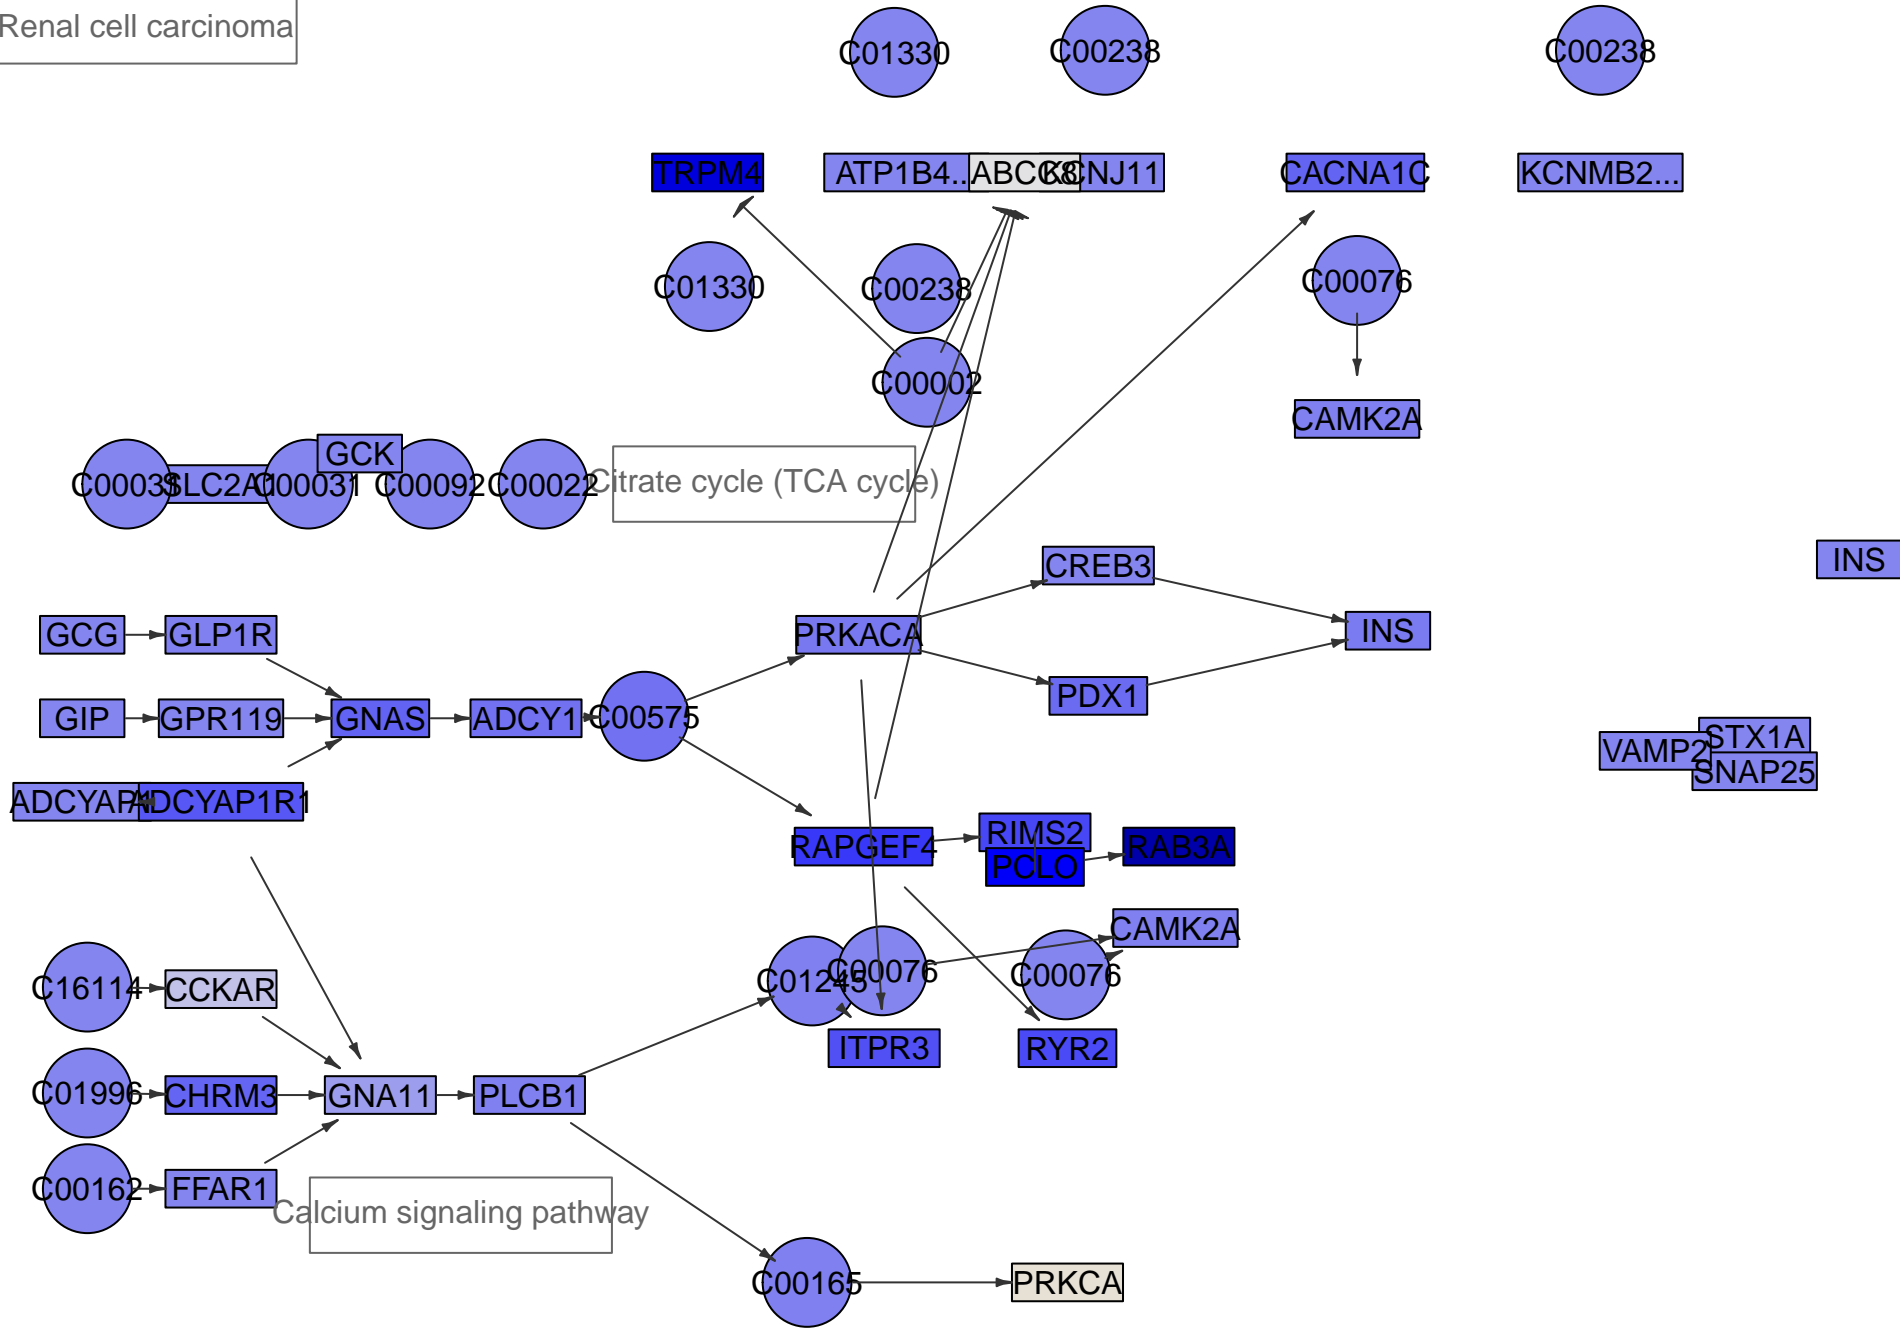 Renal cell carcinoma
C01330
C00238
C00238
TRPM4
ATP1B4...
ABCC8
KCNJ11
CACNA1C
KCNMB2...
C01330
C00238
C00076
C00002
CAMK2A
GCK
C00031
SLC2A1
C00031
C00092
C00022
Citrate cycle (TCA cycle)
CREB3
INS
GCG
GLP1R
PRKACA
INS
PDX1
GIP
GPR119
GNAS
ADCY1
C00575
STX1A
VAMP2
SNAP25
ADCYAP1
ADCYAP1R1
RIMS2
RAPGEF4
RAB3A
PCLO
CAMK2A
C16114
CCKAR
C01245
C00076
C00076
ITPR3
RYR2
C01996
CHRM3
GNA11
PLCB1
C00162
FFAR1
Calcium signaling pathway
C00165
PRKCA